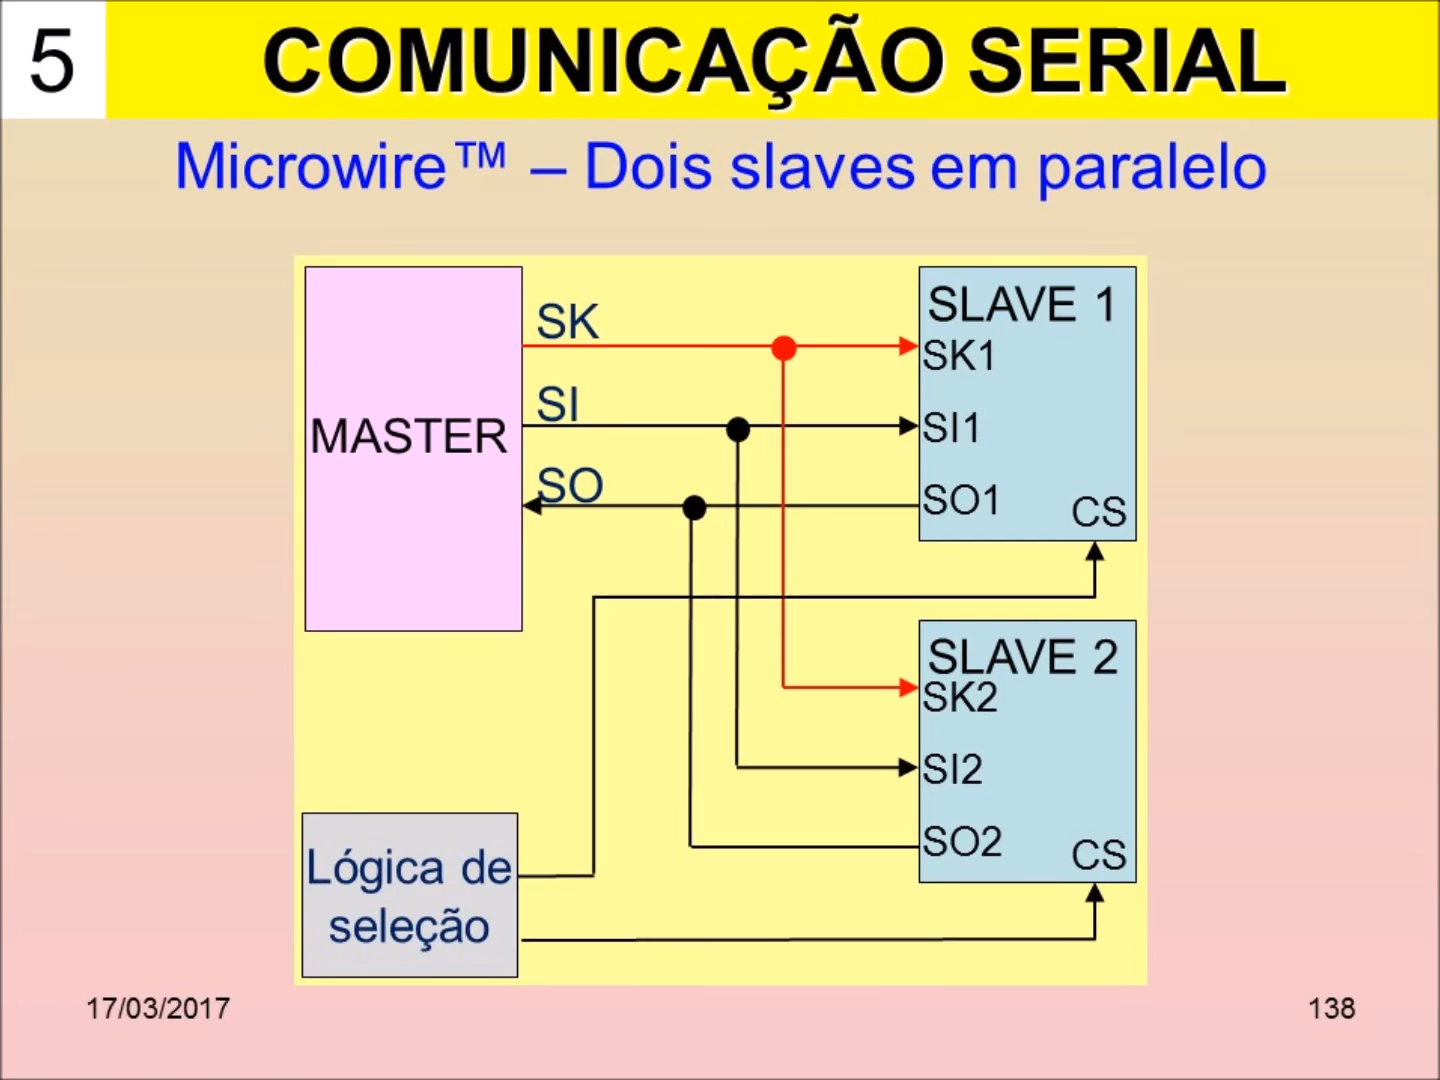 5
COMUNICAÇÃO SERIAL
Microwire™ – Dois slaves em paralelo
MASTER
SK
SI
SO
SLAVE 1
SK1
SI1
SO1
CS
SLAVE 2
SK2
SI2
SO2
CS
Lógica de
seleção
17/03/2017
138